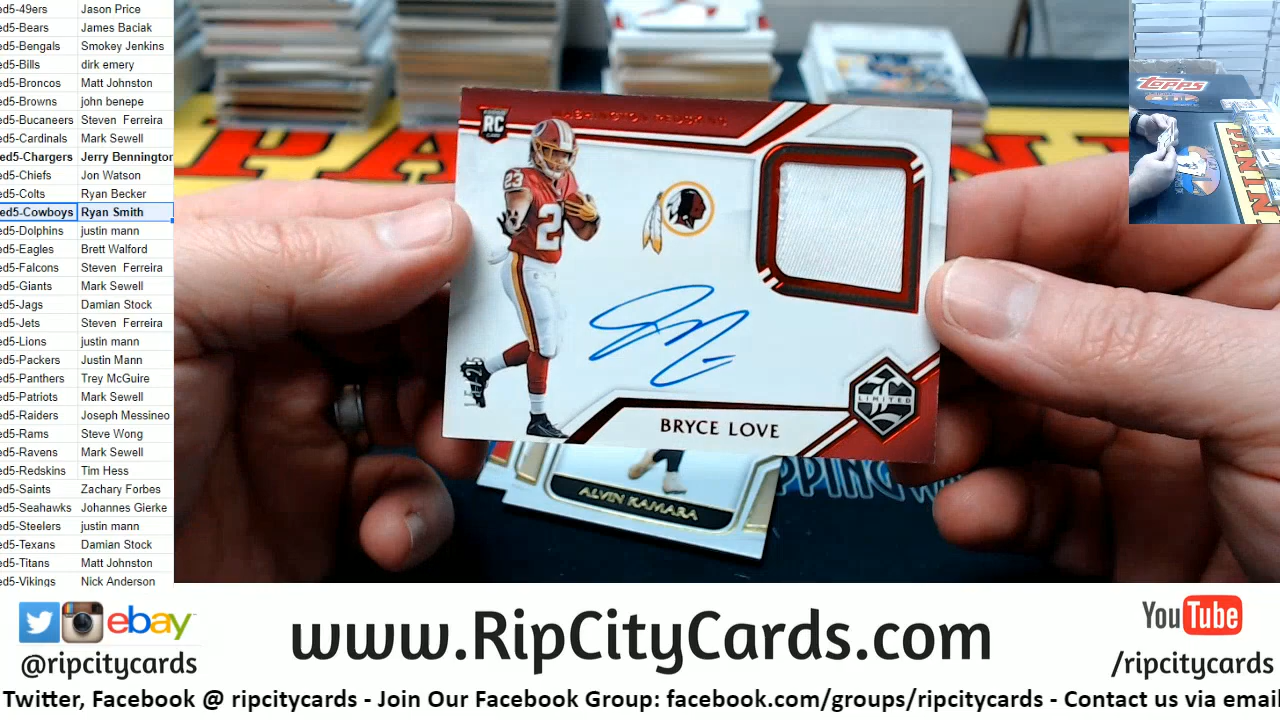 ed5-49ers Jason Price
ed5-Bears James Baciak
ed5-Bengals Smokey Jenkins
ed5-Bills dirk emery
ed5-Broncos Matt Johnston
ed5-Browns john benepe
ed5-Bucaneers Steven Ferreira
ed5-Cardinals Mark Sewell
ed5-Chargers Jerry Bennington
ed5-Chiefs Jon Watson
ed5-Colts Ryan Becker
ed5-Cowboys Ryan Smith
ed5-Dolphins justin mann
ed5-Eagles Brett Walford
ed5-Falcons Steven Ferreira
ed5-Giants Mark Sewell
ed5-Jags Damian Stock
ed5-Jets Steven Ferreira
ed5-Lions justin mann
ed5-Packers Justin Mann
ed5-Panthers Trey McGuire
ed5-Patriots Mark Sewell
ed5-Raiders Joseph Messineo
ed5-Rams Steve Wong
ed5-Ravens Mark Sewell
ed5-Redskins Tim Hess
ed5-Saints Zachary Forbes
ed5-Seahawks Johannes Gierke
ed5-Steelers justin mann
ed5-Texans Damian Stock
ed5-Titans Matt Johnston
ed5-Vikings Nick Anderson
RC
23
LIMITED
BRYCE LOVE
ALVIN KAMARA
Topps
PANINI
ebay
@ripcitycards
www.RipCityCards.com
YouTube
/ripcitycards
Twitter, Facebook @ ripcitycards - Join Our Facebook Group: facebook.com/groups/ripcitycards - Contact us via email